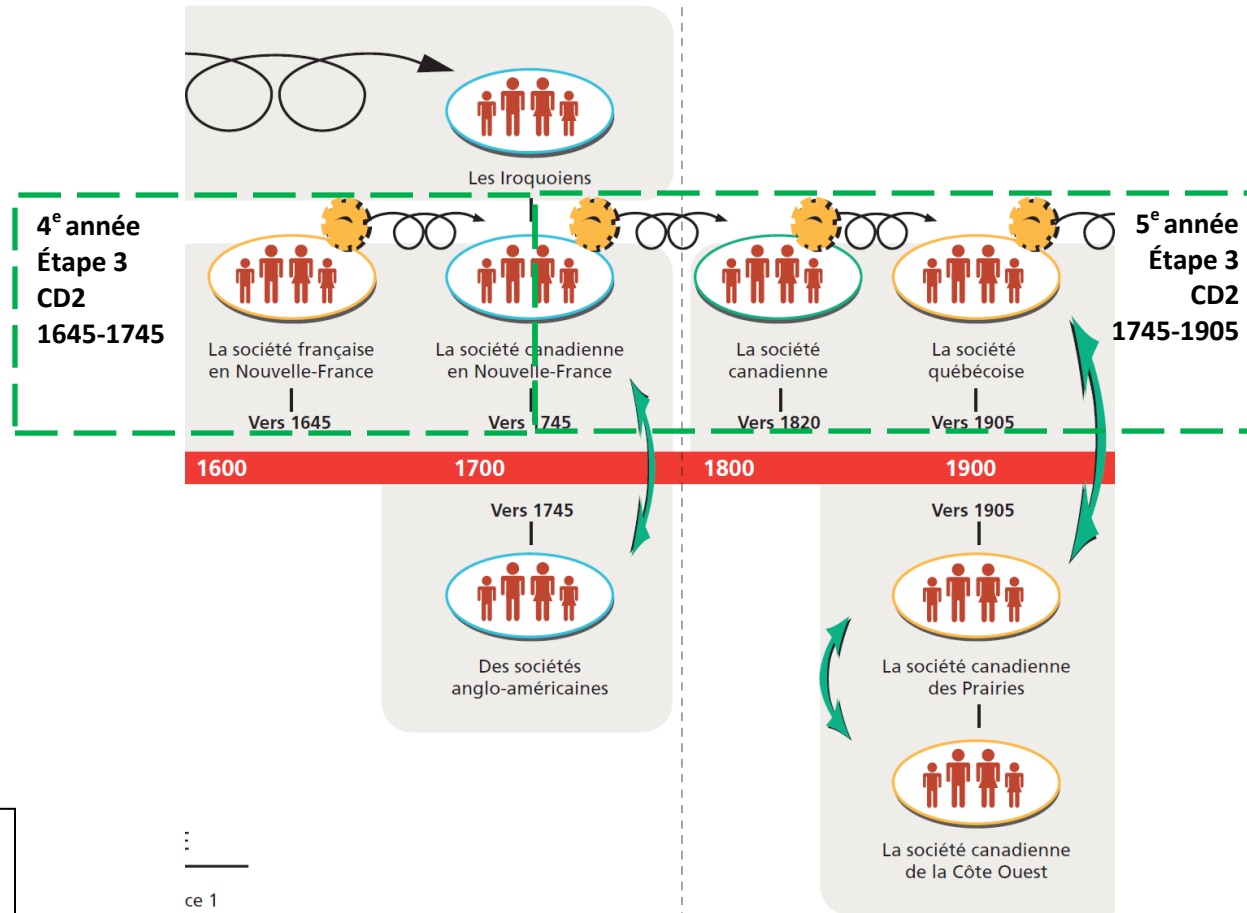 Les Iroquoiens
4e année
Étape 3
CD2
1645-1745
5e année
Étape 3
CD2
1745-1905
La société française
en Nouvelle-France
Vers 1645
La société canadienne
en Nouvelle-France
Vers 1745
La société
canadienne
Vers 1820
La société
québécoise
Vers 1905
1600
1700
1800
1900
Vers 1745
Des sociétés
anglo-américaines
Vers 1905
La société canadienne
des Prairies
La société canadienne
de la Côte Ouest
E
ce 1